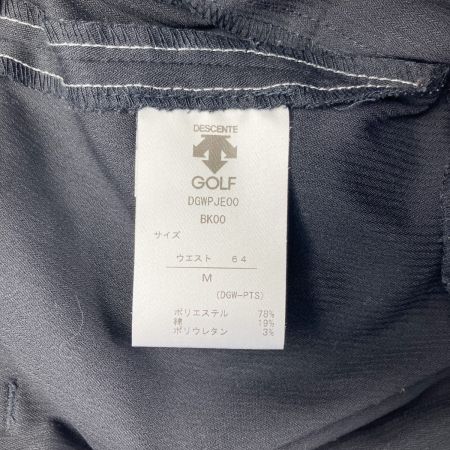 DESCENTE
GOLF
DGWPJE00
BK00
サイズ
ウエスト 64
M
(DGW-PTS)
ポリエステル 78%
綿 19%
ポリウレタン 3%